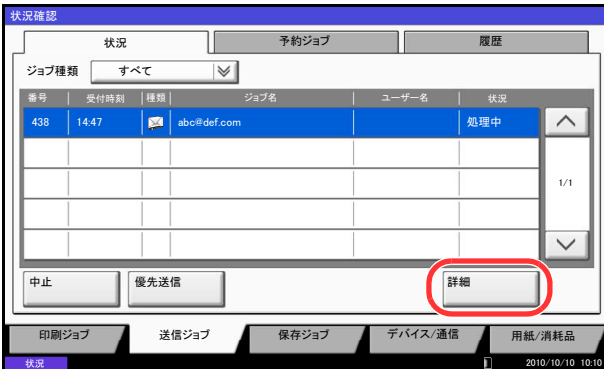 状況確認
状況 予約ジョブ 履歴
ジョブ種類 すべて
番号 受付時刻 種類 ジョブ名 ユーザー名 状況
438 14:47 abc@def.com 処理中
1/1
中止 優先送信 詳細
印刷ジョブ 送信ジョブ 保存ジョブ デバイス/通信 用紙/消耗品
状況 2010/10/10 10:10